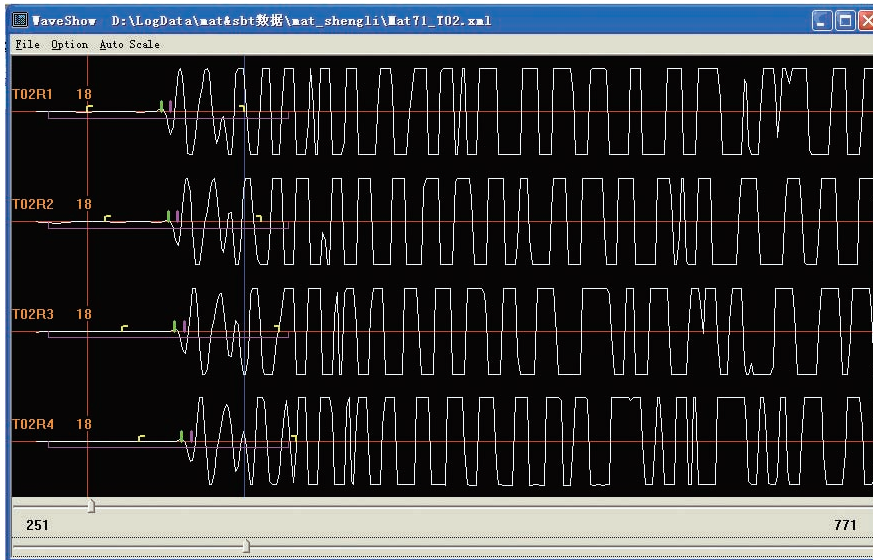 WaveShow D:\LogData\mat&sbt数据\mat_shengli\Mat71_T02.xml
File Option Auto Scale
T02R1 18
T02R2 18
T02R3 18
T02R4 18
251 771